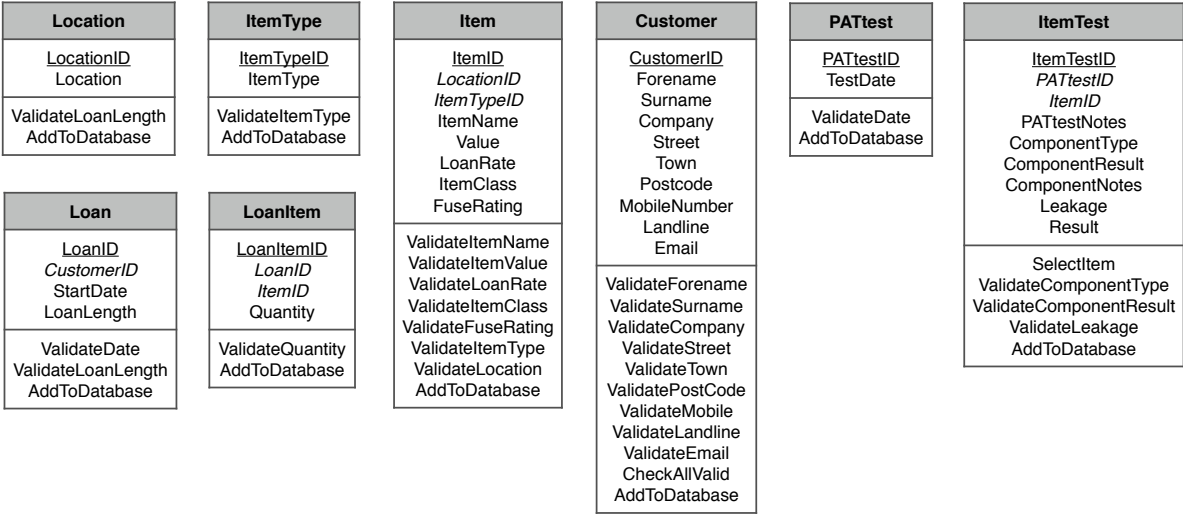 Location
LocationID
Location
ValidateLoanLength
AddToDatabase
ItemType
ItemTypeID
ItemType
ValidateItemType
AddToDatabase
Item
ItemID
LocationID
ItemTypeID
ItemName
Value
LoanRate
ItemClass
FuseRating
ValidateItemName
ValidateItemValue
ValidateLoanRate
ValidateItemClass
ValidateFuseRating
ValidateItemType
ValidateLocation
AddToDatabase
Customer
CustomerID
Forename
Surname
Company
Street
Town
Postcode
MobileNumber
Landline
Email
ValidateForename
ValidateSurname
ValidateCompany
ValidateStreet
ValidateTown
ValidatePostCode
ValidateMobile
ValidateLandline
ValidateEmail
CheckAllValid
AddToDatabase
PATtest
PATtestID
TestDate
ValidateDate
AddToDatabase
ItemTest
ItemTestID
PATtestID
ItemID
PATtestNotes
ComponentType
ComponentResult
ComponentNotes
Leakage
Result
SelectItem
ValidateComponentType
ValidateComponentResult
ValidateLeakage
AddToDatabase
Loan
LoanID
CustomerID
StartDate
LoanLength
ValidateDate
ValidateLoanLength
AddToDatabase
LoanItem
LoanItemID
LoanID
ItemID
Quantity
ValidateQuantity
AddToDatabase